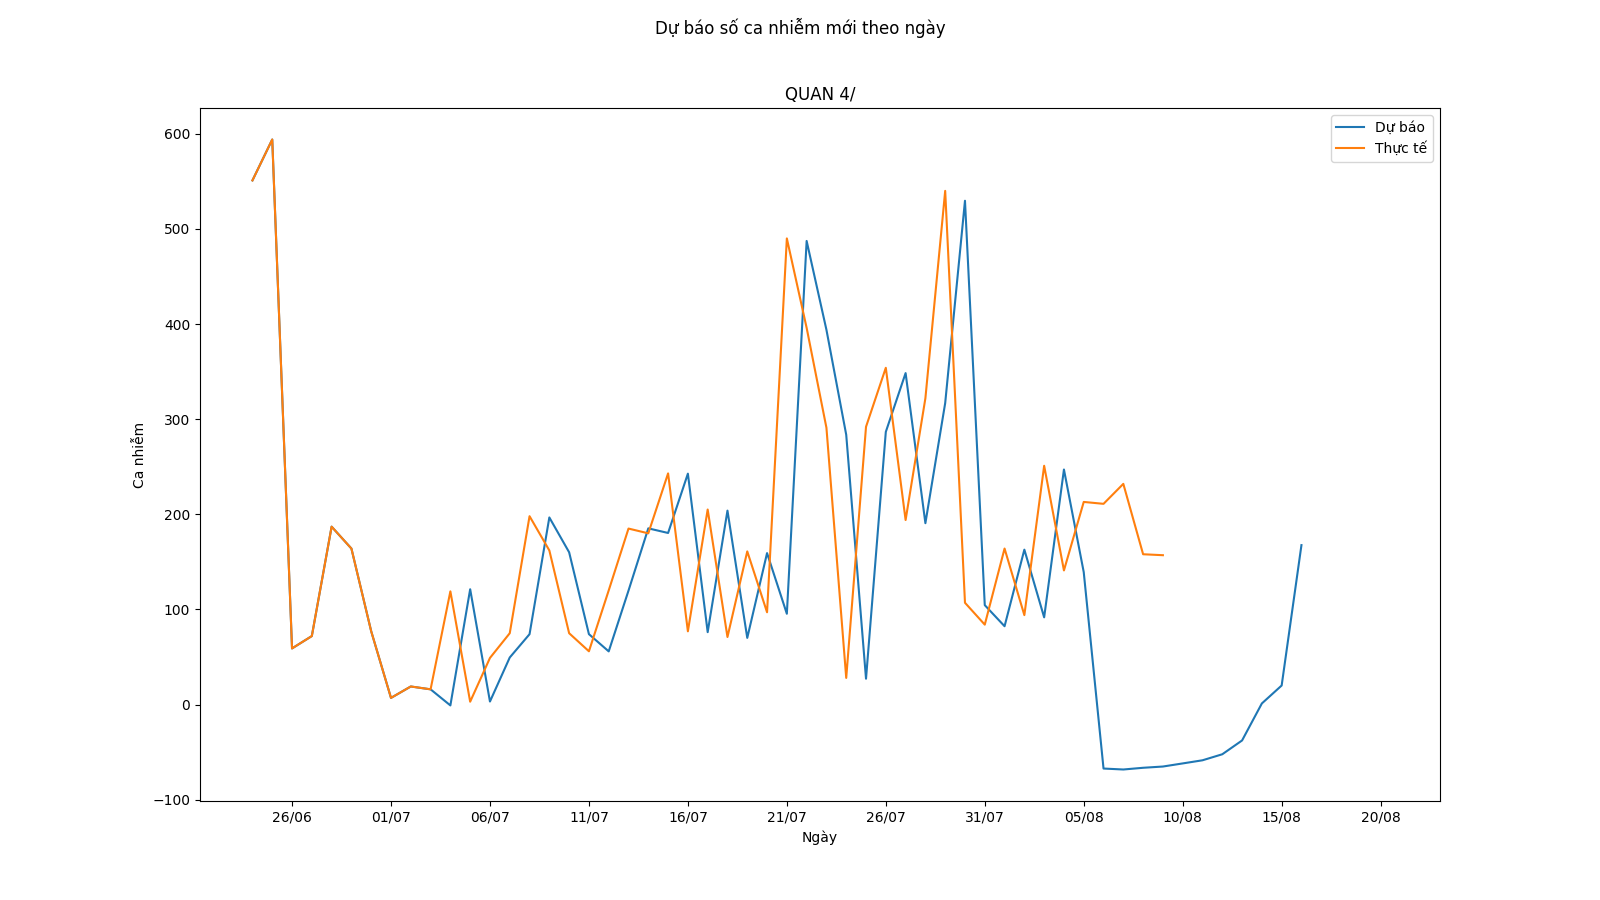 Dự báo số ca nhiễm mới theo ngày
QUAN 4/
Dự báo
Thực tế
600
500
400
300
200
100
0
−100
Ca nhiễm
26/06 01/07 06/07 11/07 16/07 21/07 26/07 31/07 05/08 10/08 15/08 20/08
Ngày